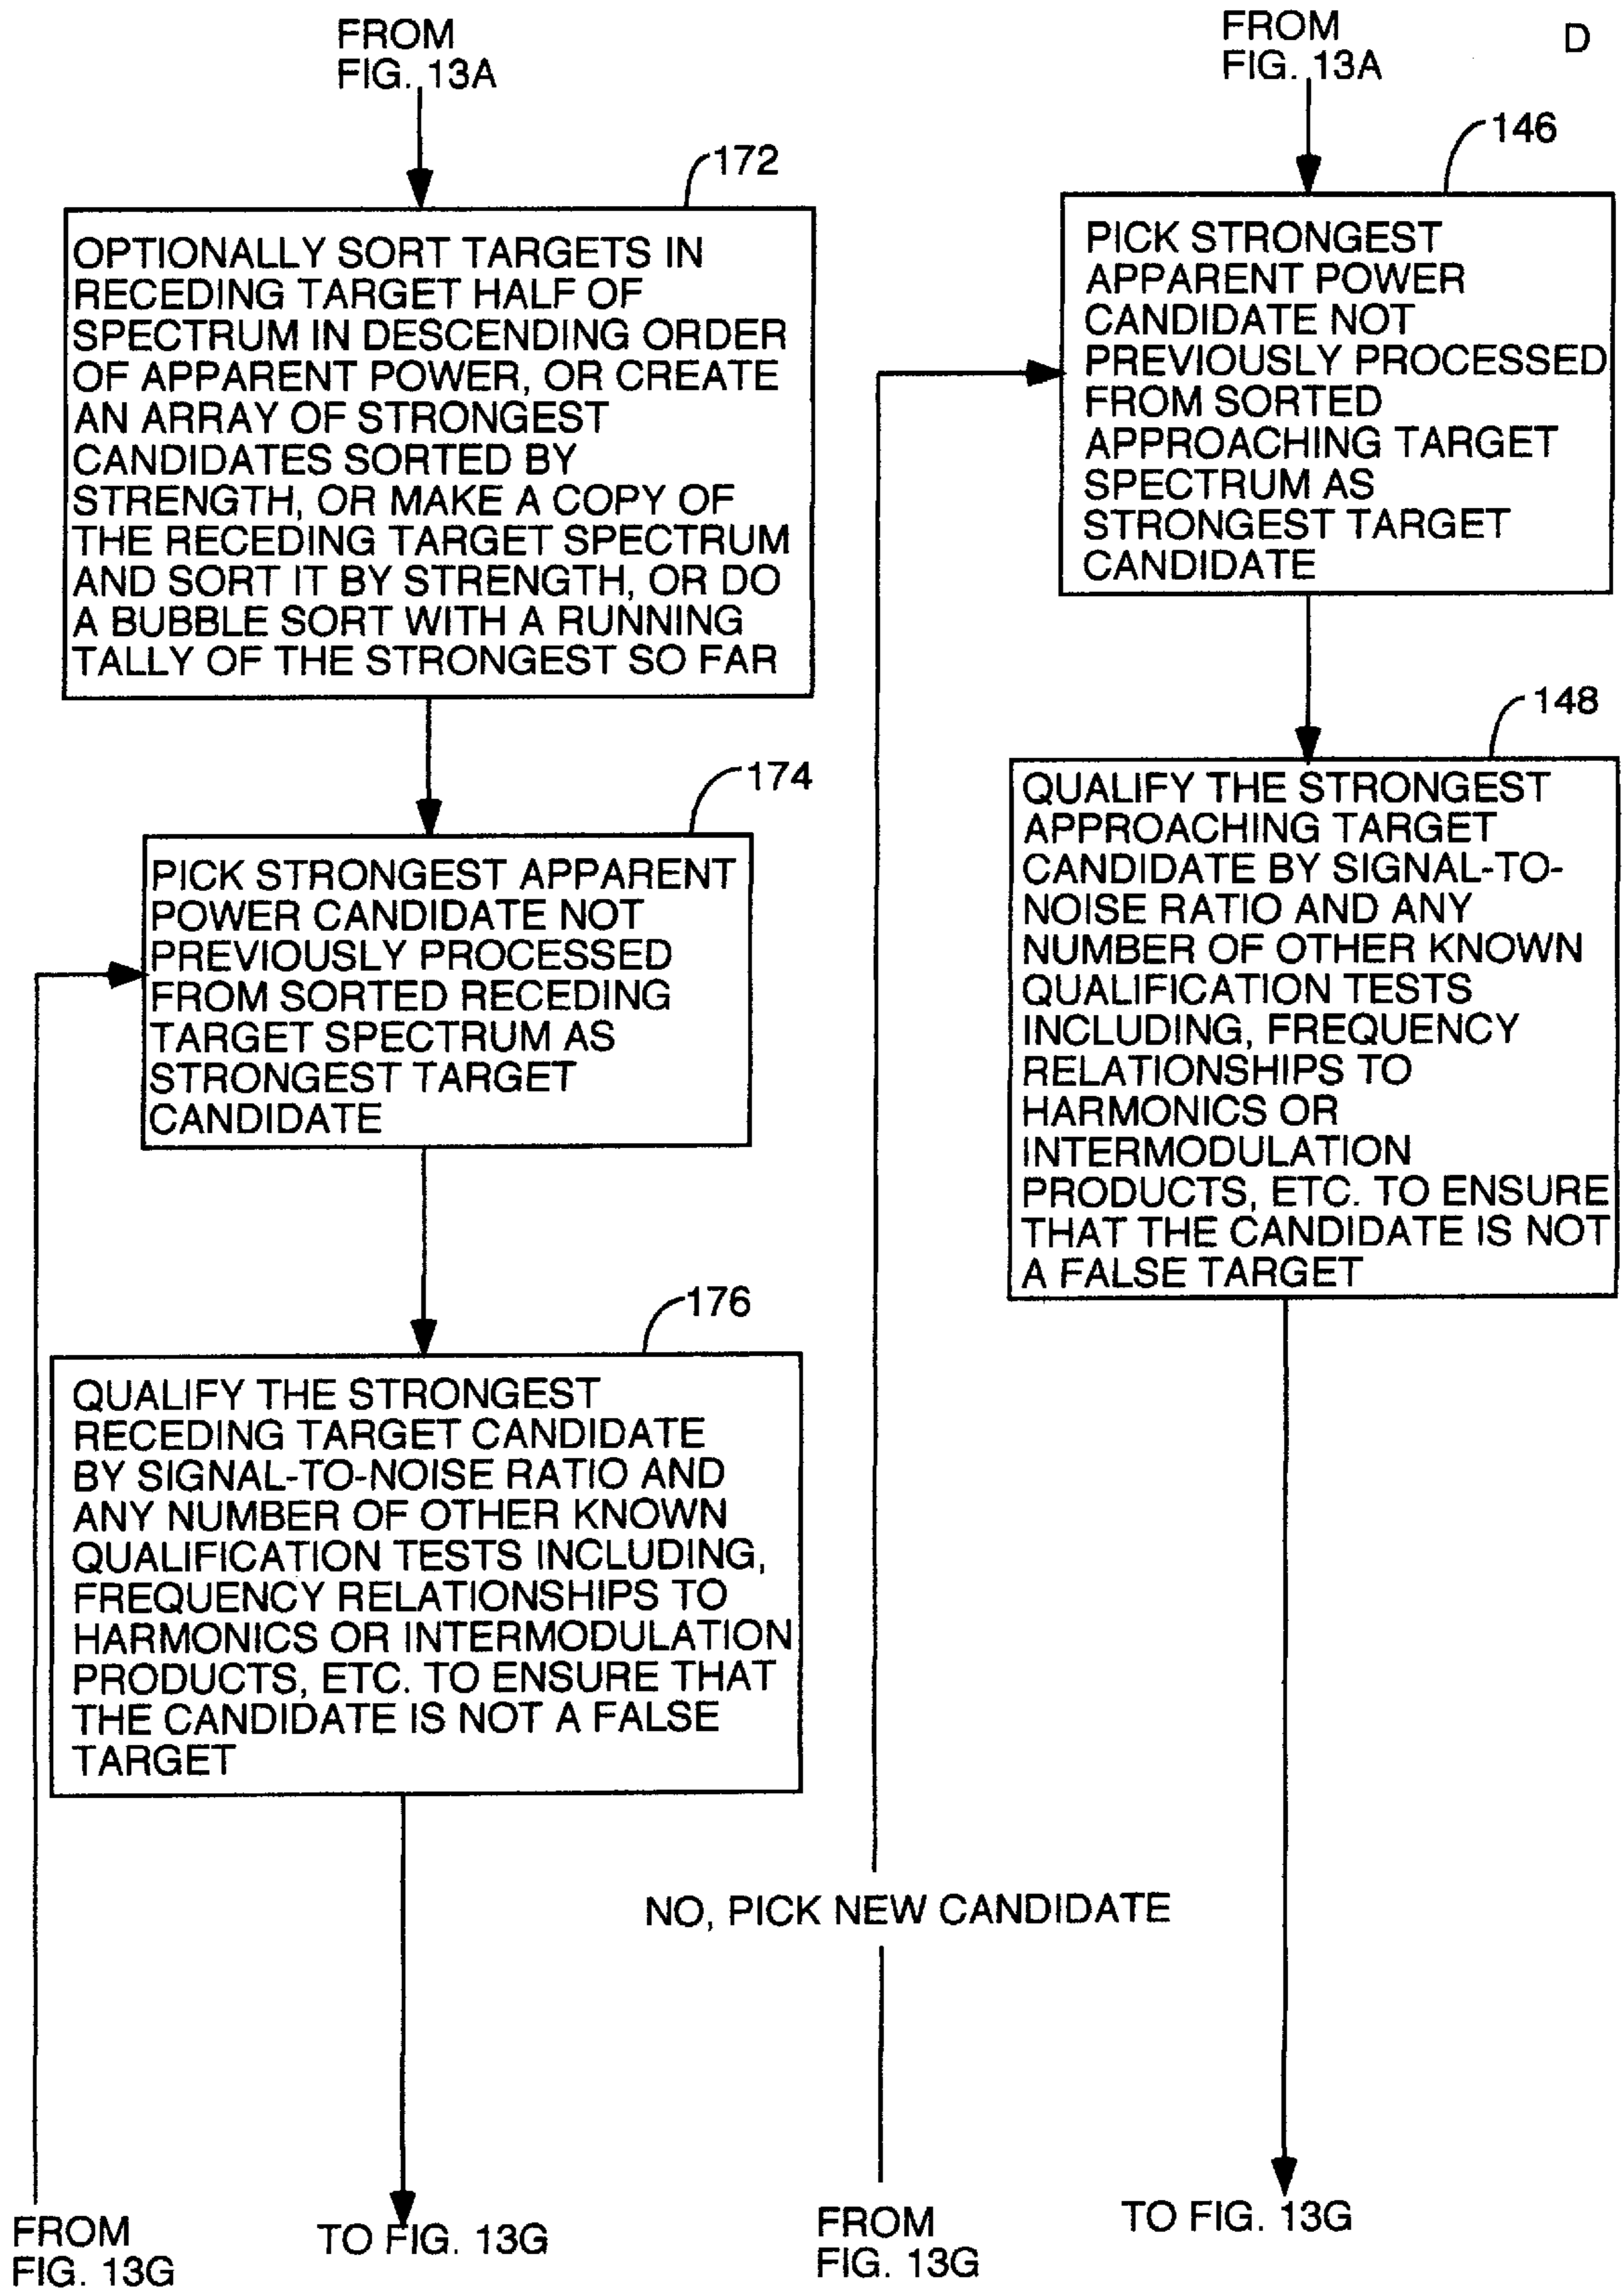 FROM
FIG. 13A
172
OPTIONALLY SORT TARGETS IN
RECEDING TARGET HALF OF
SPECTRUM IN DESCENDING ORDER
OF APPARENT POWER, OR CREATE
AN ARRAY OF STRONGEST
CANDIDATES SORTED BY
STRENGTH, OR MAKE A COPY OF
THE RECEDING TARGET SPECTRUM
AND SORT IT BY STRENGTH, OR DO
A BUBBLE SORT WITH A RUNNING
TALLY OF THE STRONGEST SO FAR
174
PICK STRONGEST APPARENT
POWER CANDIDATE NOT
PREVIOUSLY PROCESSED
FROM SORTED RECEDING
TARGET SPECTRUM AS
STRONGEST TARGET
CANDIDATE
176
QUALIFY THE STRONGEST
RECEDING TARGET CANDIDATE
BY SIGNAL-TO-NOISE RATIO AND
ANY NUMBER OF OTHER KNOWN
QUALIFICATION TESTS INCLUDING,
FREQUENCY RELATIONSHIPS TO
HARMONICS OR INTERMODULATION
PRODUCTS, ETC. TO ENSURE THAT
THE CANDIDATE IS NOT A FALSE
TARGET
FROM
FIG. 13G
TO FIG. 13G
FROM
FIG. 13A
D
146
PICK STRONGEST
APPARENT POWER
CANDIDATE NOT
PREVIOUSLY PROCESSED
FROM SORTED
APPROACHING TARGET
SPECTRUM AS
STRONGEST TARGET
CANDIDATE
148
QUALIFY THE STRONGEST
APPROACHING TARGET
CANDIDATE BY SIGNAL-TO-
NOISE RATIO AND ANY
NUMBER OF OTHER KNOWN
QUALIFICATION TESTS
INCLUDING, FREQUENCY
RELATIONSHIPS TO
HARMONICS OR
INTERMODULATION
PRODUCTS, ETC. TO ENSURE
THAT THE CANDIDATE IS NOT
A FALSE TARGET
NO, PICK NEW CANDIDATE
FROM
FIG. 13G
TO FIG. 13G